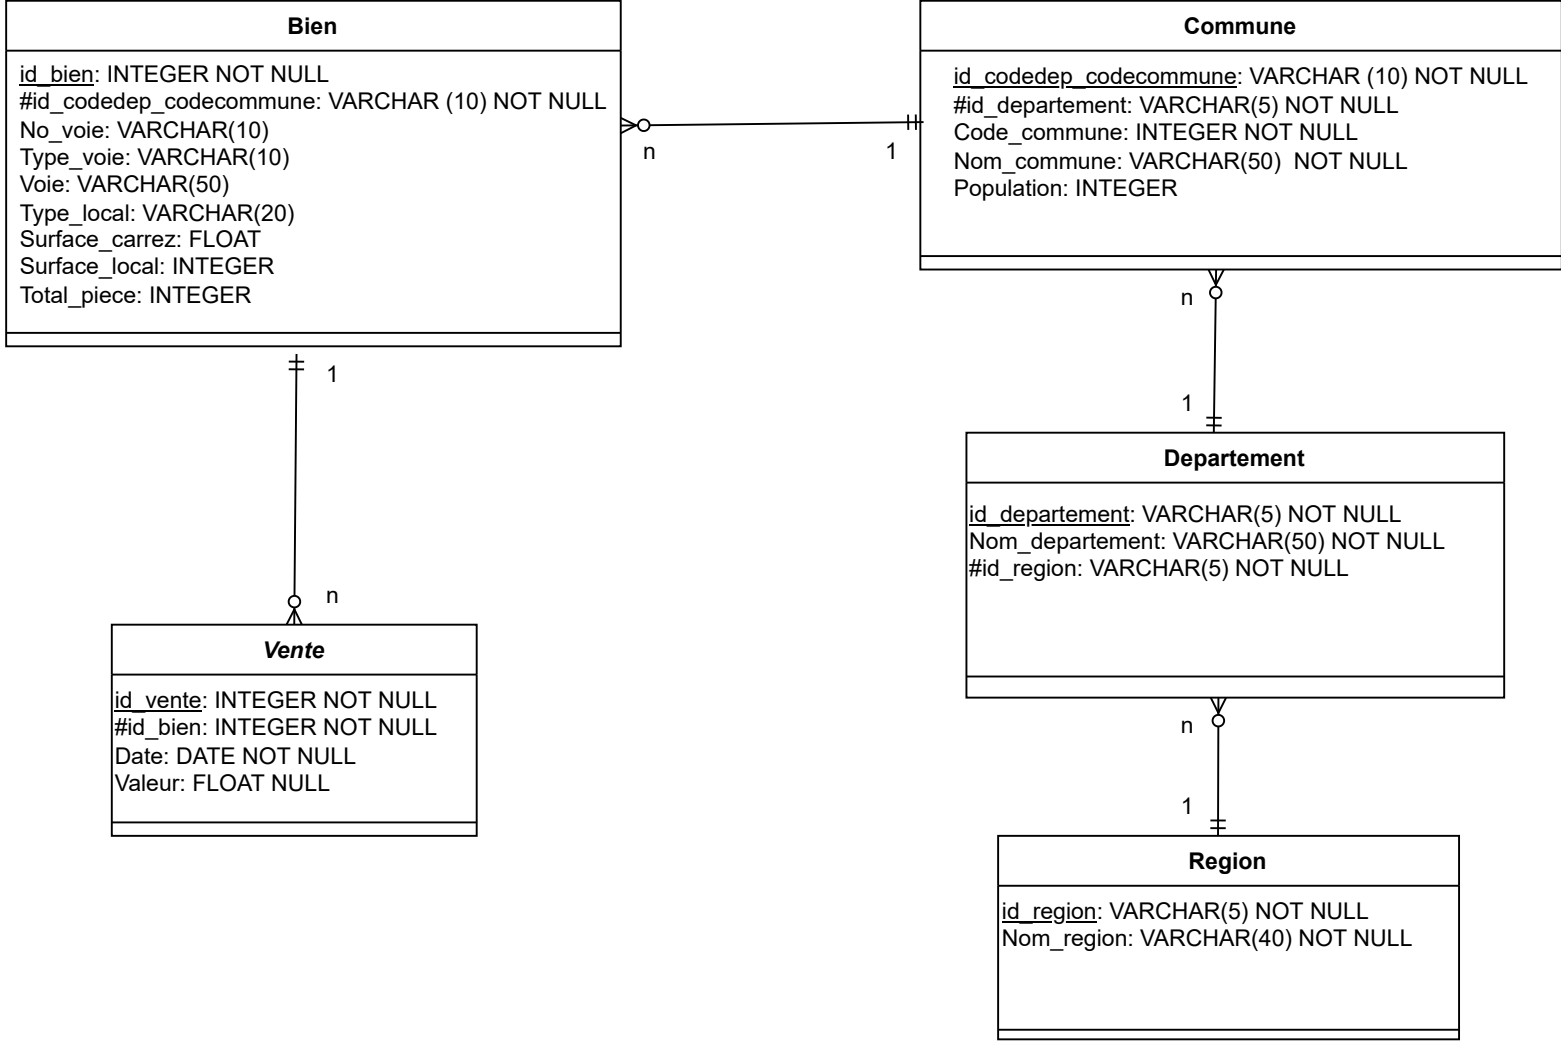 Bien
id_bien: INTEGER NOT NULL
#id_codedep_codecommune: VARCHAR (10) NOT NULL
No_voie: VARCHAR(10)
Type_voie: VARCHAR(10)
Voie: VARCHAR(50)
Type_local: VARCHAR(20)
Surface_carrez: FLOAT
Surface_local: INTEGER
Total_piece: INTEGER
n
1
Commune
id_codedep_codecommune: VARCHAR (10) NOT NULL
#id_departement: VARCHAR(5) NOT NULL
Code_commune: INTEGER NOT NULL
Nom_commune: VARCHAR(50)  NOT NULL
Population: INTEGER
n
1
1
n
Departement
id_departement: VARCHAR(5) NOT NULL
Nom_departement: VARCHAR(50) NOT NULL
#id_region: VARCHAR(5) NOT NULL
Vente
id_vente: INTEGER NOT NULL
#id_bien: INTEGER NOT NULL
Date: DATE NOT NULL
Valeur: FLOAT NULL
n
1
Region
id_region: VARCHAR(5) NOT NULL
Nom_region: VARCHAR(40) NOT NULL